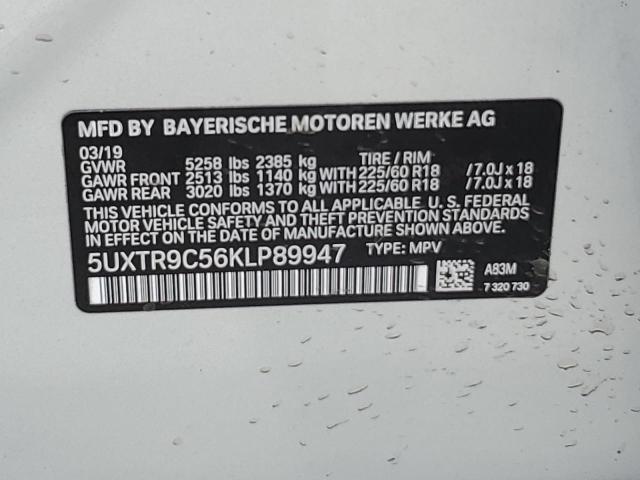 MFD BY BAYERISCHE MOTOREN WERKE AG
03/19
GVWR 5258 lbs 2385 kg TIRE / RIM
GAWR FRONT 2513 lbs 1140 kg WITH 225/60 R18 / 7.0J x 18
GAWR REAR 3020 lbs 1370 kg WITH 225/60 R18 / 7.0J x 18
THIS VEHICLE CONFORMS TO ALL APPLICABLE U. S. FEDERAL
MOTOR VEHICLE SAFETY AND THEFT PREVENTION STANDARDS
IN EFFECT ON THE DATE OF MANUFACTURE SHOWN ABOVE.
5UXTR9C56KLP89947 TYPE: MPV
A83M
7 320 730